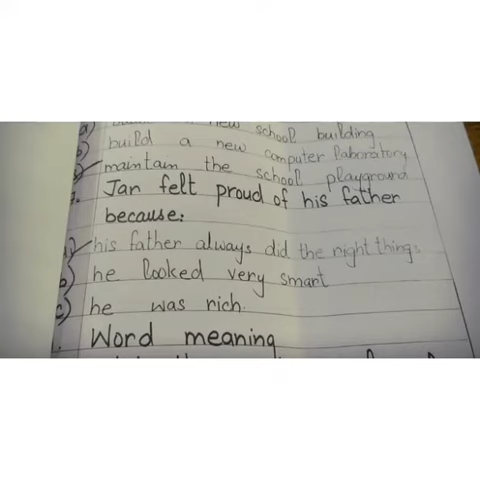 a) new school building
b) build a new computer laboratory
maintain the school playground
Jan felt proud of his father
because:
a) his father always did the right thing.
b) he looked very smart
c) he was rich.
Word meaning